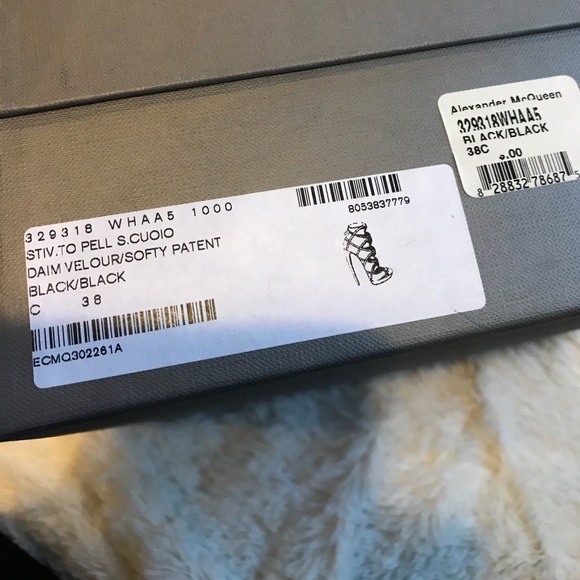 329318 WHAA5 1000
STIV.TO PELL S.CUOIO
DAIM VELOUR/SOFTY PATENT
BLACK/BLACK
C 38
ECMQ302261A
8053837779
Alexander McQueen
329318WHAA5
BLACK/BLACK
38C .00
8 28832 78687 5